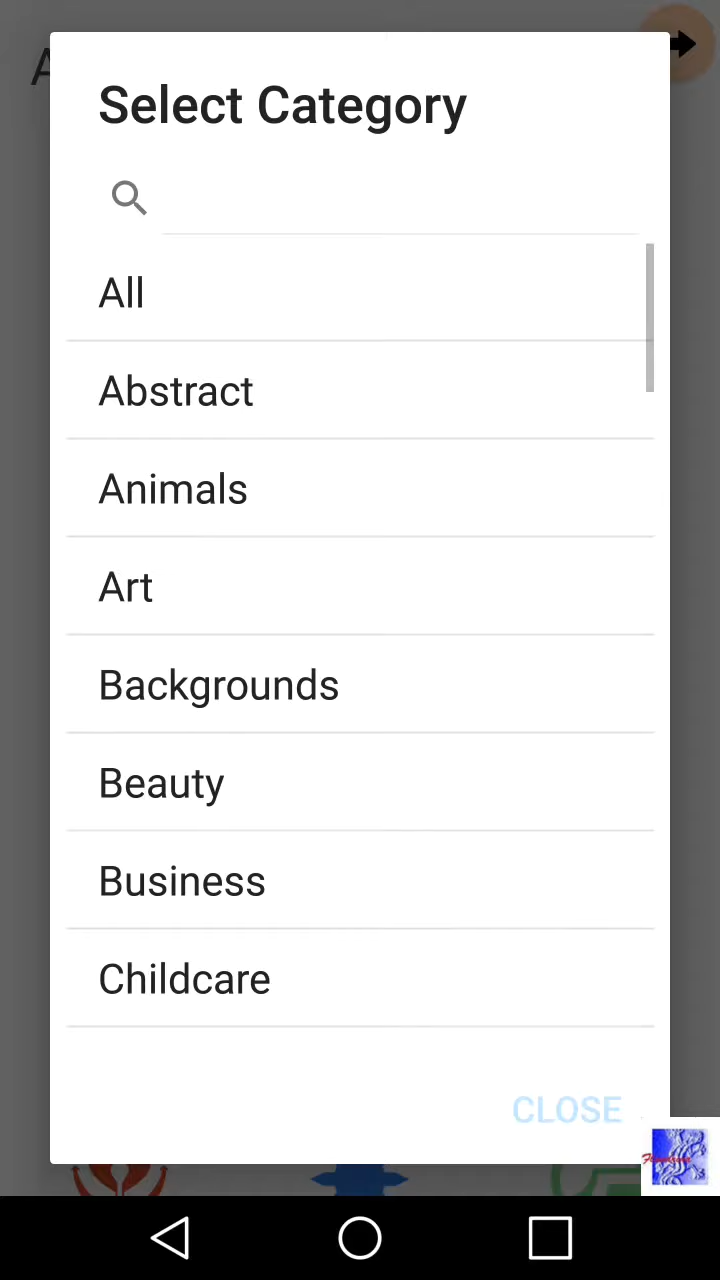 A
Select Category
All
Abstract
Animals
Art
Backgrounds
Beauty
Business
Childcare
CLOSE